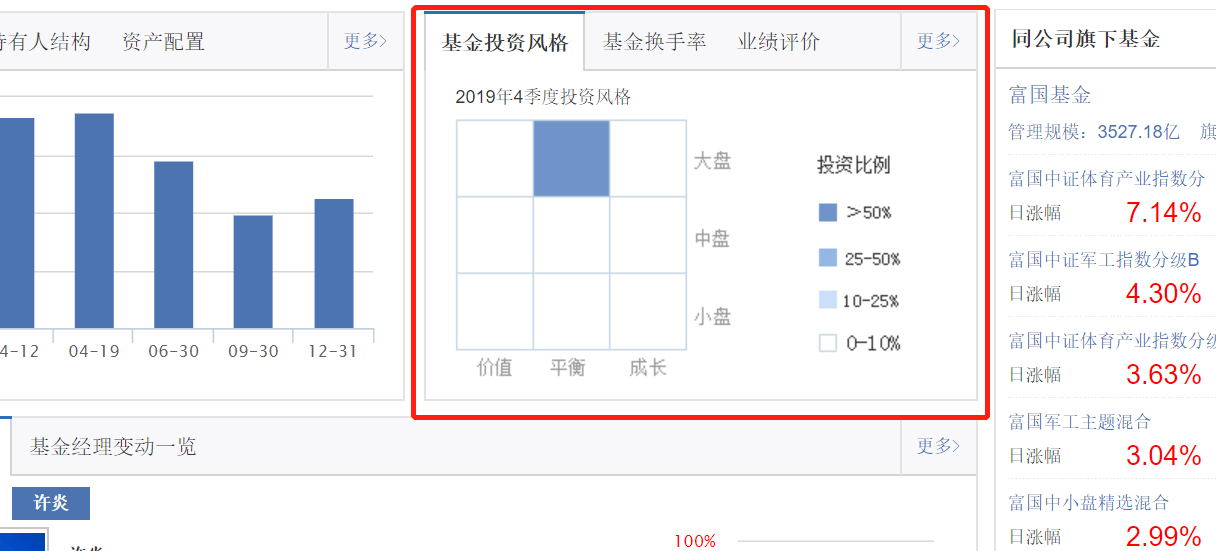 持有人结构 资产配置 更多>
04-19 06-30 09-30 12-31
基金投资风格 基金换手率 业绩评价 更多>
2019年4季度投资风格
大盘
中盘
小盘
价值 平衡 成长
投资比例
>50%
25-50%
10-25%
0-10%
同公司旗下基金
富国基金
管理规模：3527.18亿 旗
富国中证体育产业指数分
日涨幅 7.14%
富国中证军工指数分级B
日涨幅 4.30%
富国中证体育产业指数分级
日涨幅 3.63%
富国军工主题混合
日涨幅 3.04%
富国中小盘精选混合
日涨幅 2.99%
基金经理变动一览 更多>
许炎
100%